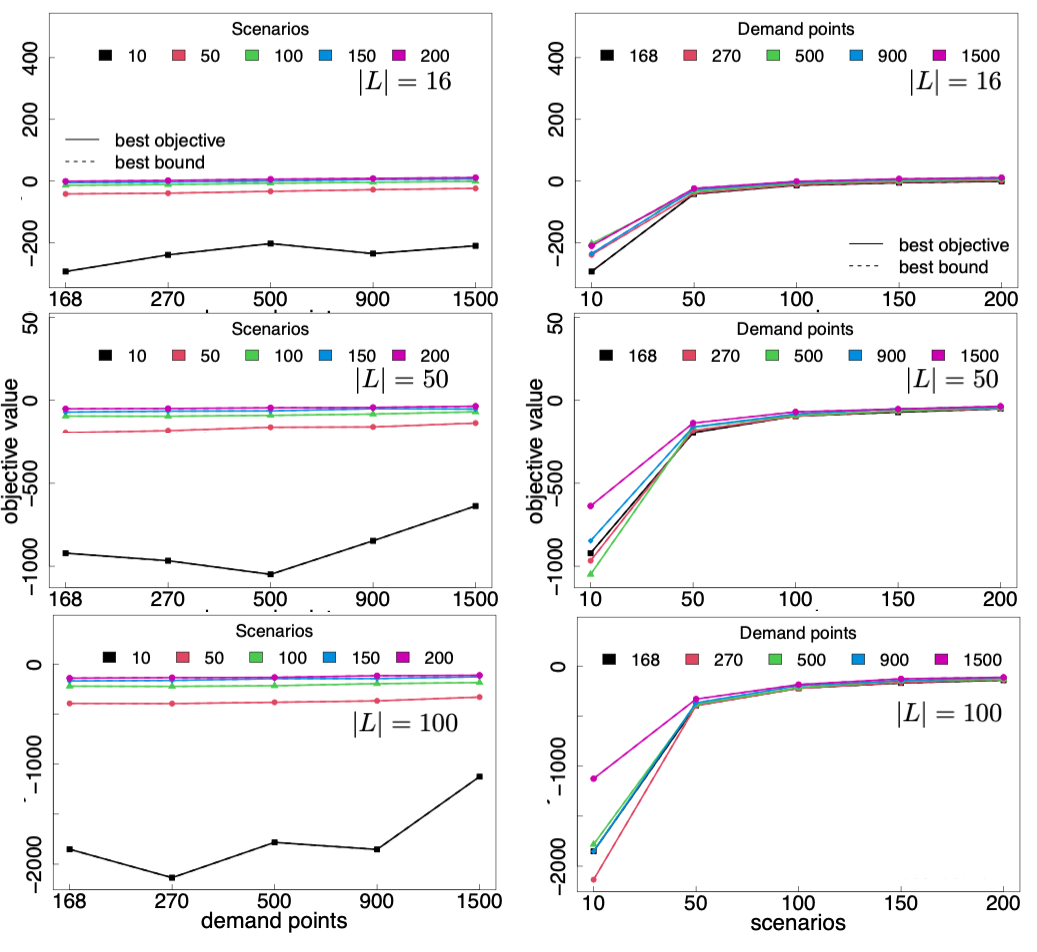 Scenarios
10 50 100 150 200
|L| = 16
400
200
0
−200
best objective
best bound
168 270 500 900 1500
Demand points
168 270 500 900 1500
|L| = 16
400
200
0
−200
best objective
best bound
10 50 100 150 200
Scenarios
10 50 100 150 200
|L| = 50
50
0
−500
−1000
objective value
168 270 500 900 1500
Demand points
168 270 500 900 1500
|L| = 50
50
0
−500
−1000
objective value
10 50 100 150 200
Scenarios
10 50 100 150 200
|L| = 100
0
−1000
−2000
168 270 500 900 1500
demand points
Demand points
168 270 500 900 1500
|L| = 100
0
−1000
−2000
10 50 100 150 200
scenarios